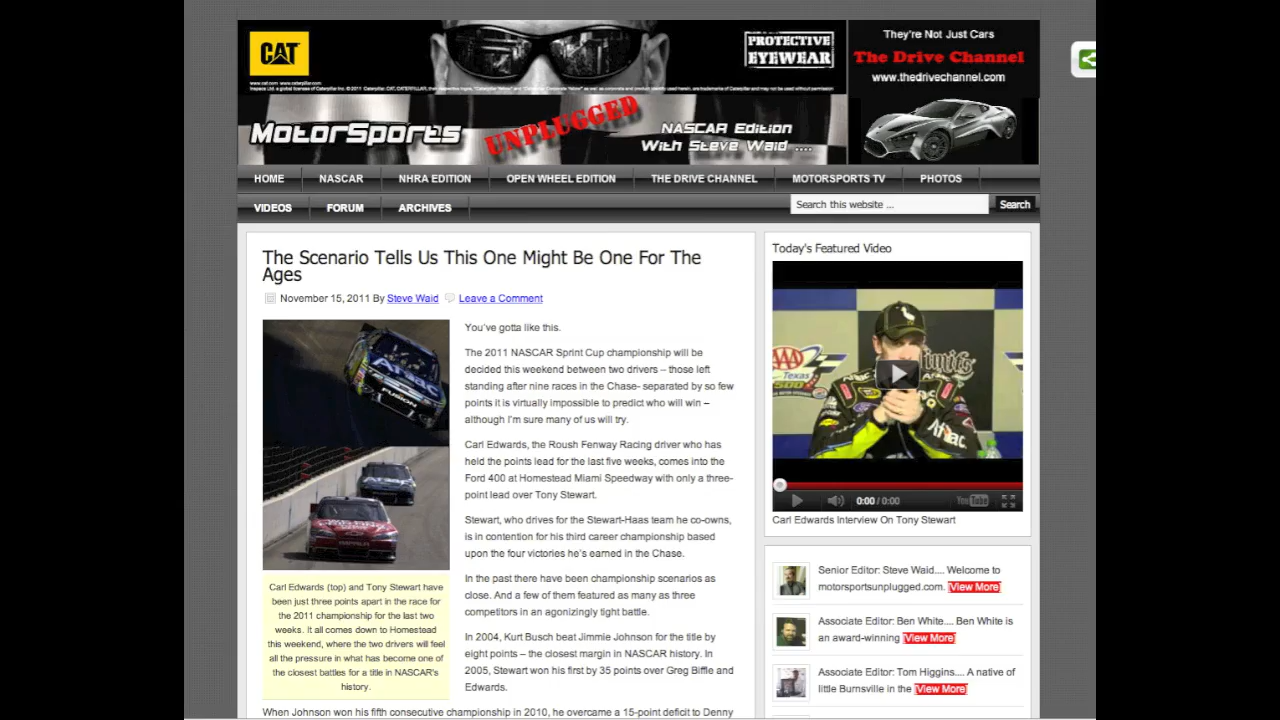 CAT
PROTECTIVE
EYEWEAR
www.cat.com www.caterpillar.com
They're Not Just Cars
The Drive Channel
www.thedrivechannel.com
MotorSports
UNPLUGGED
NASCAR Edition
With Steve Waid ....
HOME NASCAR NHRA EDITION OPEN WHEEL EDITION THE DRIVE CHANNEL MOTORSPORTS TV PHOTOS
VIDEOS FORUM ARCHIVES
Search this website ... Search
The Scenario Tells Us This One Might Be One For The
Ages
November 15, 2011 By Steve Waid Leave a Comment
You've gotta like this.
The 2011 NASCAR Sprint Cup championship will be
decided this weekend between two drivers – those left
standing after nine races in the Chase- separated by so few
points it is virtually impossible to predict who will win –
although I'm sure many of us will try.
Carl Edwards, the Roush Fenway Racing driver who has
held the points lead for the last five weeks, comes into the
Ford 400 at Homestead Miami Speedway with only a three-
point lead over Tony Stewart.
Stewart, who drives for the Stewart-Haas team he co-owns,
is in contention for his third career championship based
upon the four victories he's earned in the Chase.
In the past there have been championship scenarios as
close. And a few of them featured as many as three
competitors in an agonizingly tight battle.
In 2004, Kurt Busch beat Jimmie Johnson for the title by
eight points – the closest margin in NASCAR history. In
2005, Stewart won his first by 35 points over Greg Biffle and
Edwards.
When Johnson won his fifth consecutive championship in 2010, he overcame a 15-point deficit to Denny
Carl Edwards (top) and Tony Stewart have
been just three points apart in the race for
the 2011 championship for the last two
weeks. It all comes down to Homestead
this weekend, where the two drivers will feel
all the pressure in what has become one of
the closest battles for a title in NASCAR's
history.
Today's Featured Video
AAA
Texas
500
Aflac
0:00 / 0:00
YouTube
Carl Edwards Interview On Tony Stewart
Senior Editor: Steve Waid.... Welcome to
motorsportsunplugged.com. [View More]
Associate Editor: Ben White.... Ben White is
an award-winning [View More]
Associate Editor: Tom Higgins.... A native of
little Burnsville in the [View More]